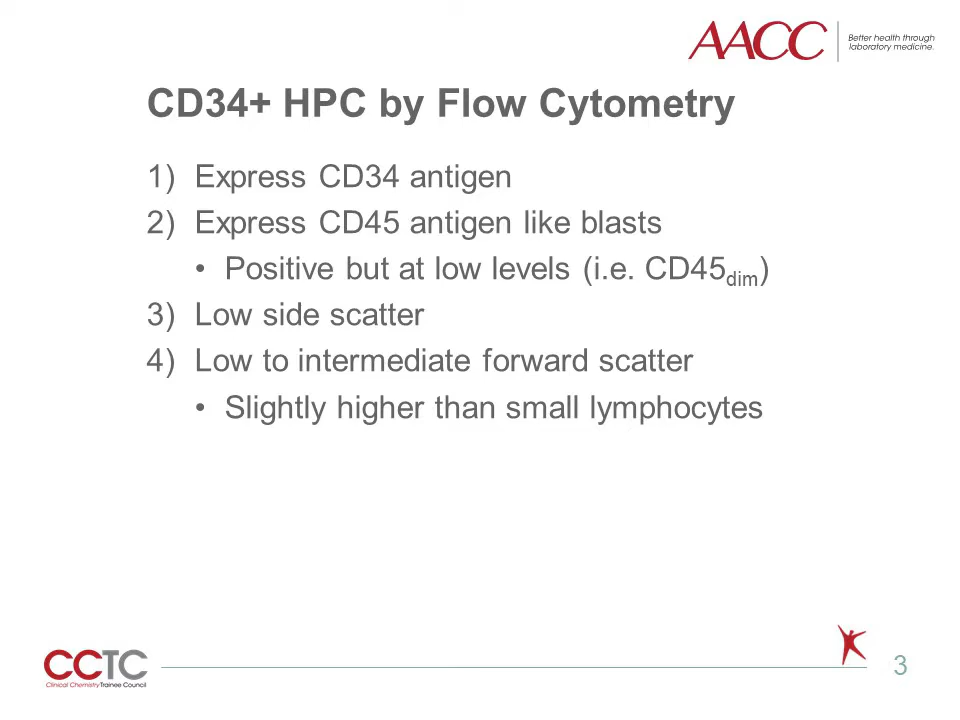 AACC
Better health through
laboratory medicine.
CD34+ HPC by Flow Cytometry
1) Express CD34 antigen
2) Express CD45 antigen like blasts
• Positive but at low levels (i.e. CD45dim)
3) Low side scatter
4) Low to intermediate forward scatter
• Slightly higher than small lymphocytes
CCTC
Clinical Chemistry Trainee Council
3